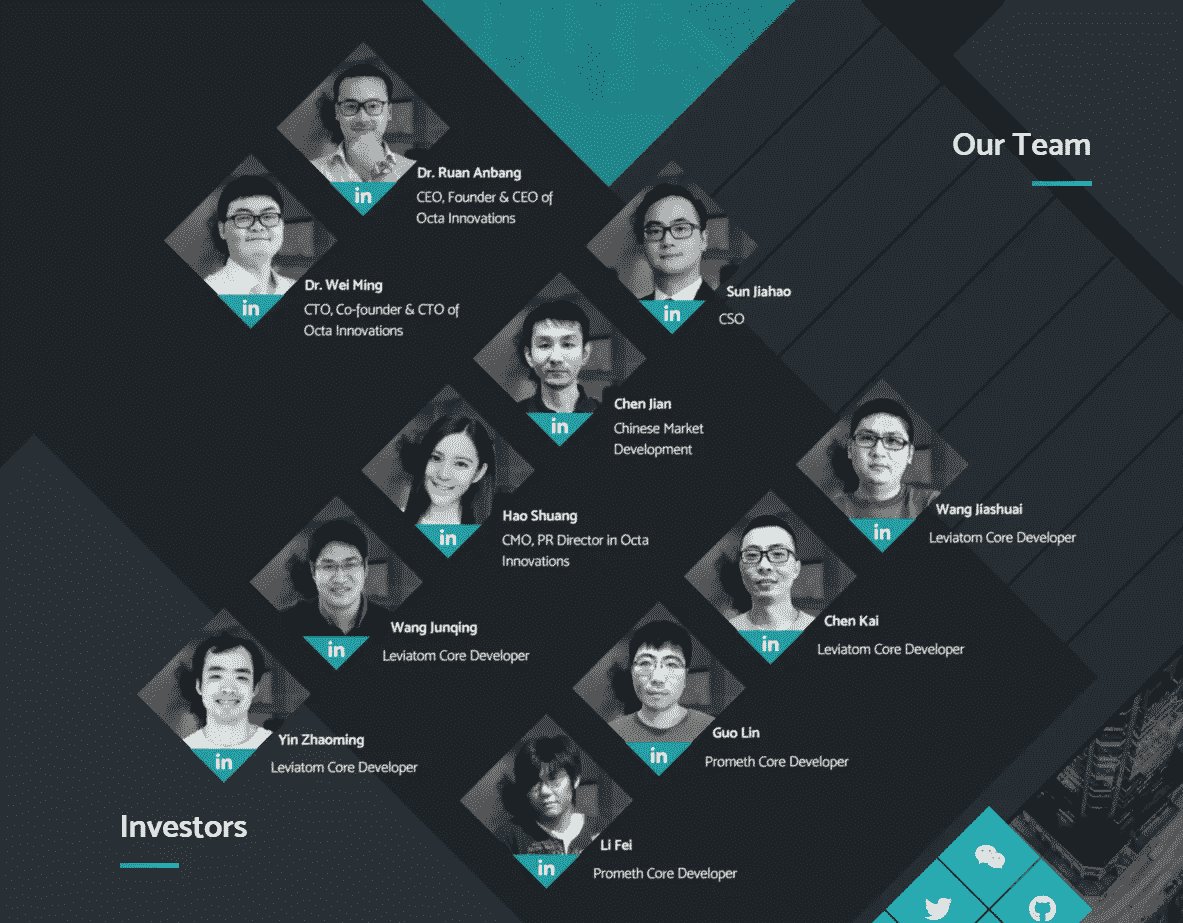 Our Team
Dr. Ruan Anbang
CEO, Founder & CEO of
Octa Innovations
in
Dr. Wei Ming
CTO, Co-founder & CTO of
Octa Innovations
in
Sun Jiahao
CSO
in
Chen Jian
Chinese Market
Development
in
Hao Shuang
CMO, PR Director in Octa
Innovations
in
Wang Jiashuai
Leviatom Core Developer
in
Wang Junqing
Leviatom Core Developer
in
Chen Kai
Leviatom Core Developer
in
Yin Zhaoming
Leviatom Core Developer
in
Guo Lin
Prometh Core Developer
in
Li Fei
Prometh Core Developer
in
Investors